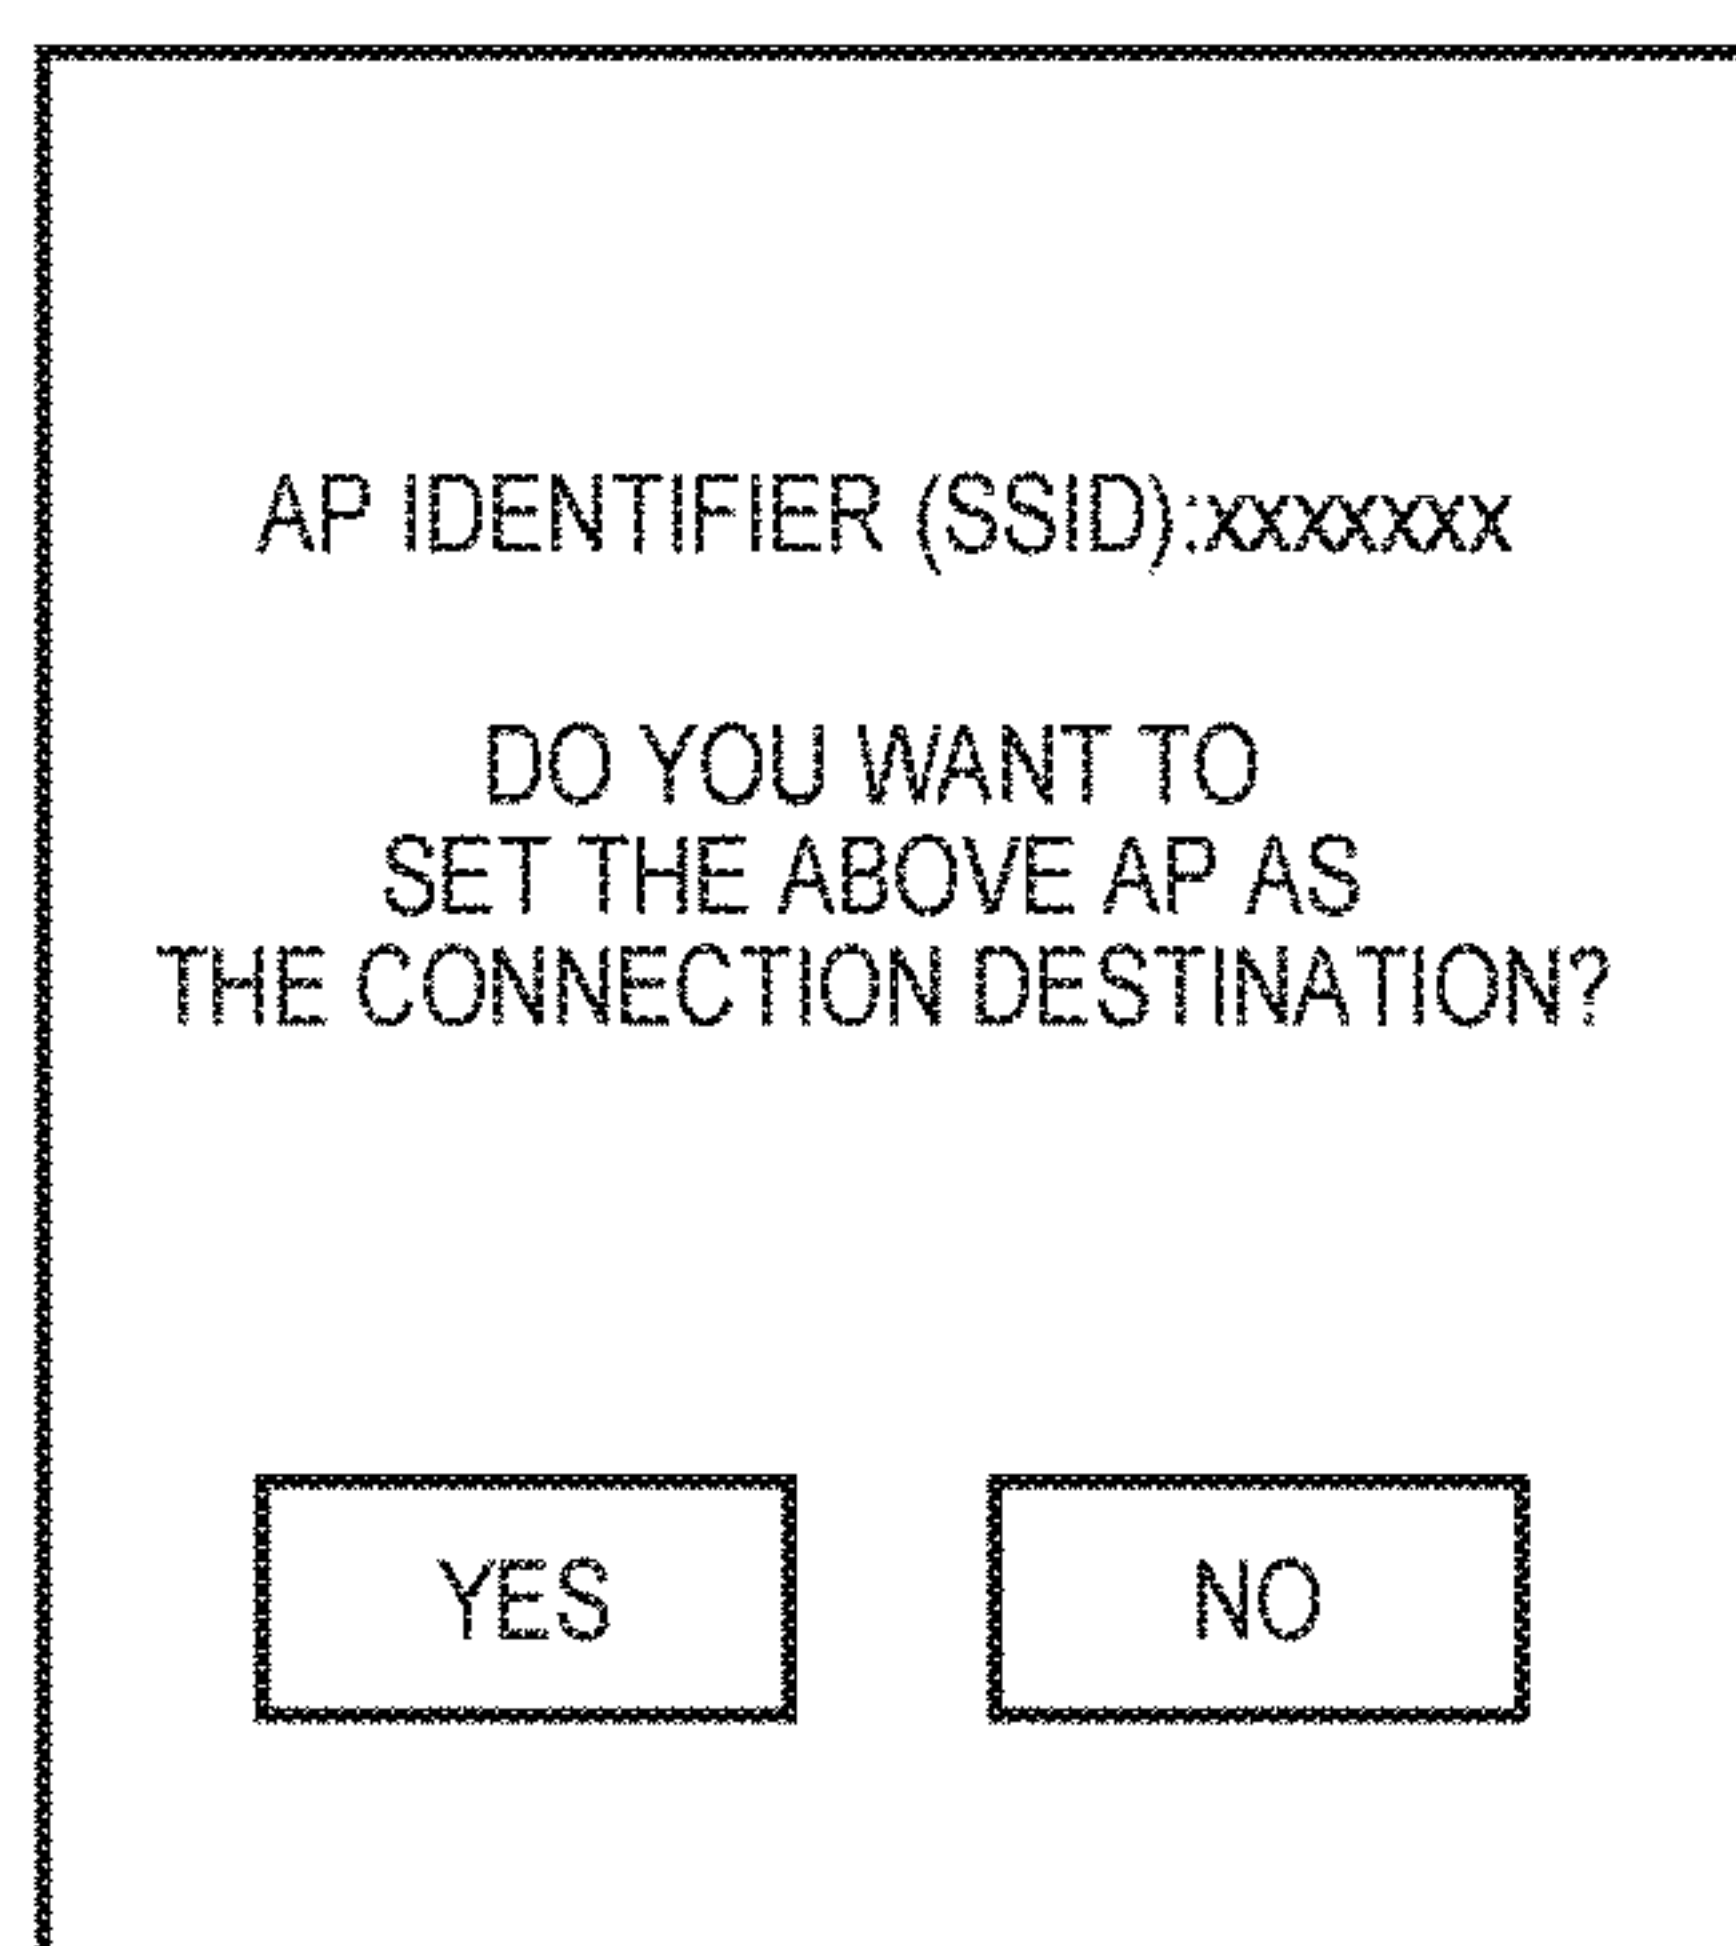 AP IDENTIFIER (SSID):xxxxxxx
DO YOU WANT TO
SET THE ABOVE AP AS
THE CONNECTION DESTINATION?
YES
NO